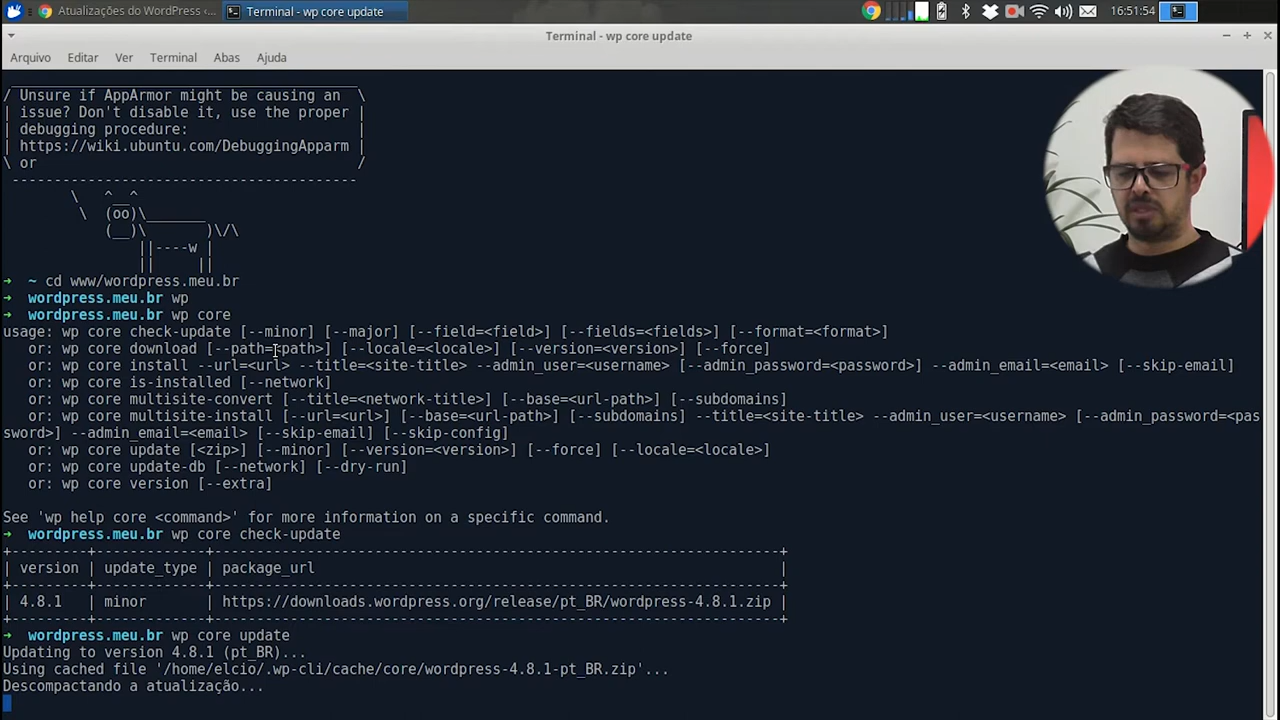 Atualizações do WordPress ‹...
Terminal - wp core update
16:51:54
Terminal - wp core update
Arquivo Editar Ver Terminal Abas Ajuda
/ Unsure if AppArmor might be causing an \
| issue? Don't disable it, use the proper |
| debugging procedure: |
| https://wiki.ubuntu.com/DebuggingApparm |
\ or /
-----------------------------------------
\ ^__^
\ (oo)\_______
(__)\ )\/\
||----w |
|| ||
➜ ~ cd www/wordpress.meu.br
➜ wordpress.meu.br wp
➜ wordpress.meu.br wp core
usage: wp core check-update [--minor] [--major] [--field=<field>] [--fields=<fields>] [--format=<format>]
or: wp core download [--path=<path>] [--locale=<locale>] [--version=<version>] [--force]
or: wp core install --url=<url> --title=<site-title> --admin_user=<username> [--admin_password=<password>] --admin_email=<email> [--skip-email]
or: wp core is-installed [--network]
or: wp core multisite-convert [--title=<network-title>] [--base=<url-path>] [--subdomains]
or: wp core multisite-install [--url=<url>] [--base=<url-path>] [--subdomains] --title=<site-title> --admin_user=<username> [--admin_password=<pas
sword>] --admin_email=<email> [--skip-email] [--skip-config]
or: wp core update [<zip>] [--minor] [--version=<version>] [--force] [--locale=<locale>]
or: wp core update-db [--network] [--dry-run]
or: wp core version [--extra]
See 'wp help core <command>' for more information on a specific command.
➜ wordpress.meu.br wp core check-update
+---------+-------------+------------------------------------------------------------------+
| version | update_type | package_url |
+---------+-------------+------------------------------------------------------------------+
| 4.8.1 | minor | https://downloads.wordpress.org/release/pt_BR/wordpress-4.8.1.zip |
+---------+-------------+------------------------------------------------------------------+
➜ wordpress.meu.br wp core update
Updating to version 4.8.1 (pt_BR)...
Using cached file '/home/elcio/.wp-cli/cache/core/wordpress-4.8.1-pt_BR.zip'...
Descompactando a atualização...